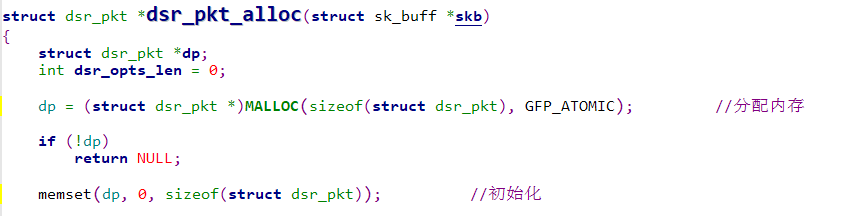 struct dsr_pkt *dsr_pkt_alloc(struct sk_buff *skb)
{
    struct dsr_pkt *dp;
    int dsr_opts_len = 0;

    dp = (struct dsr_pkt *)MALLOC(sizeof(struct dsr_pkt), GFP_ATOMIC);          //分配内存

    if (!dp)
        return NULL;

    memset(dp, 0, sizeof(struct dsr_pkt));          //初始化